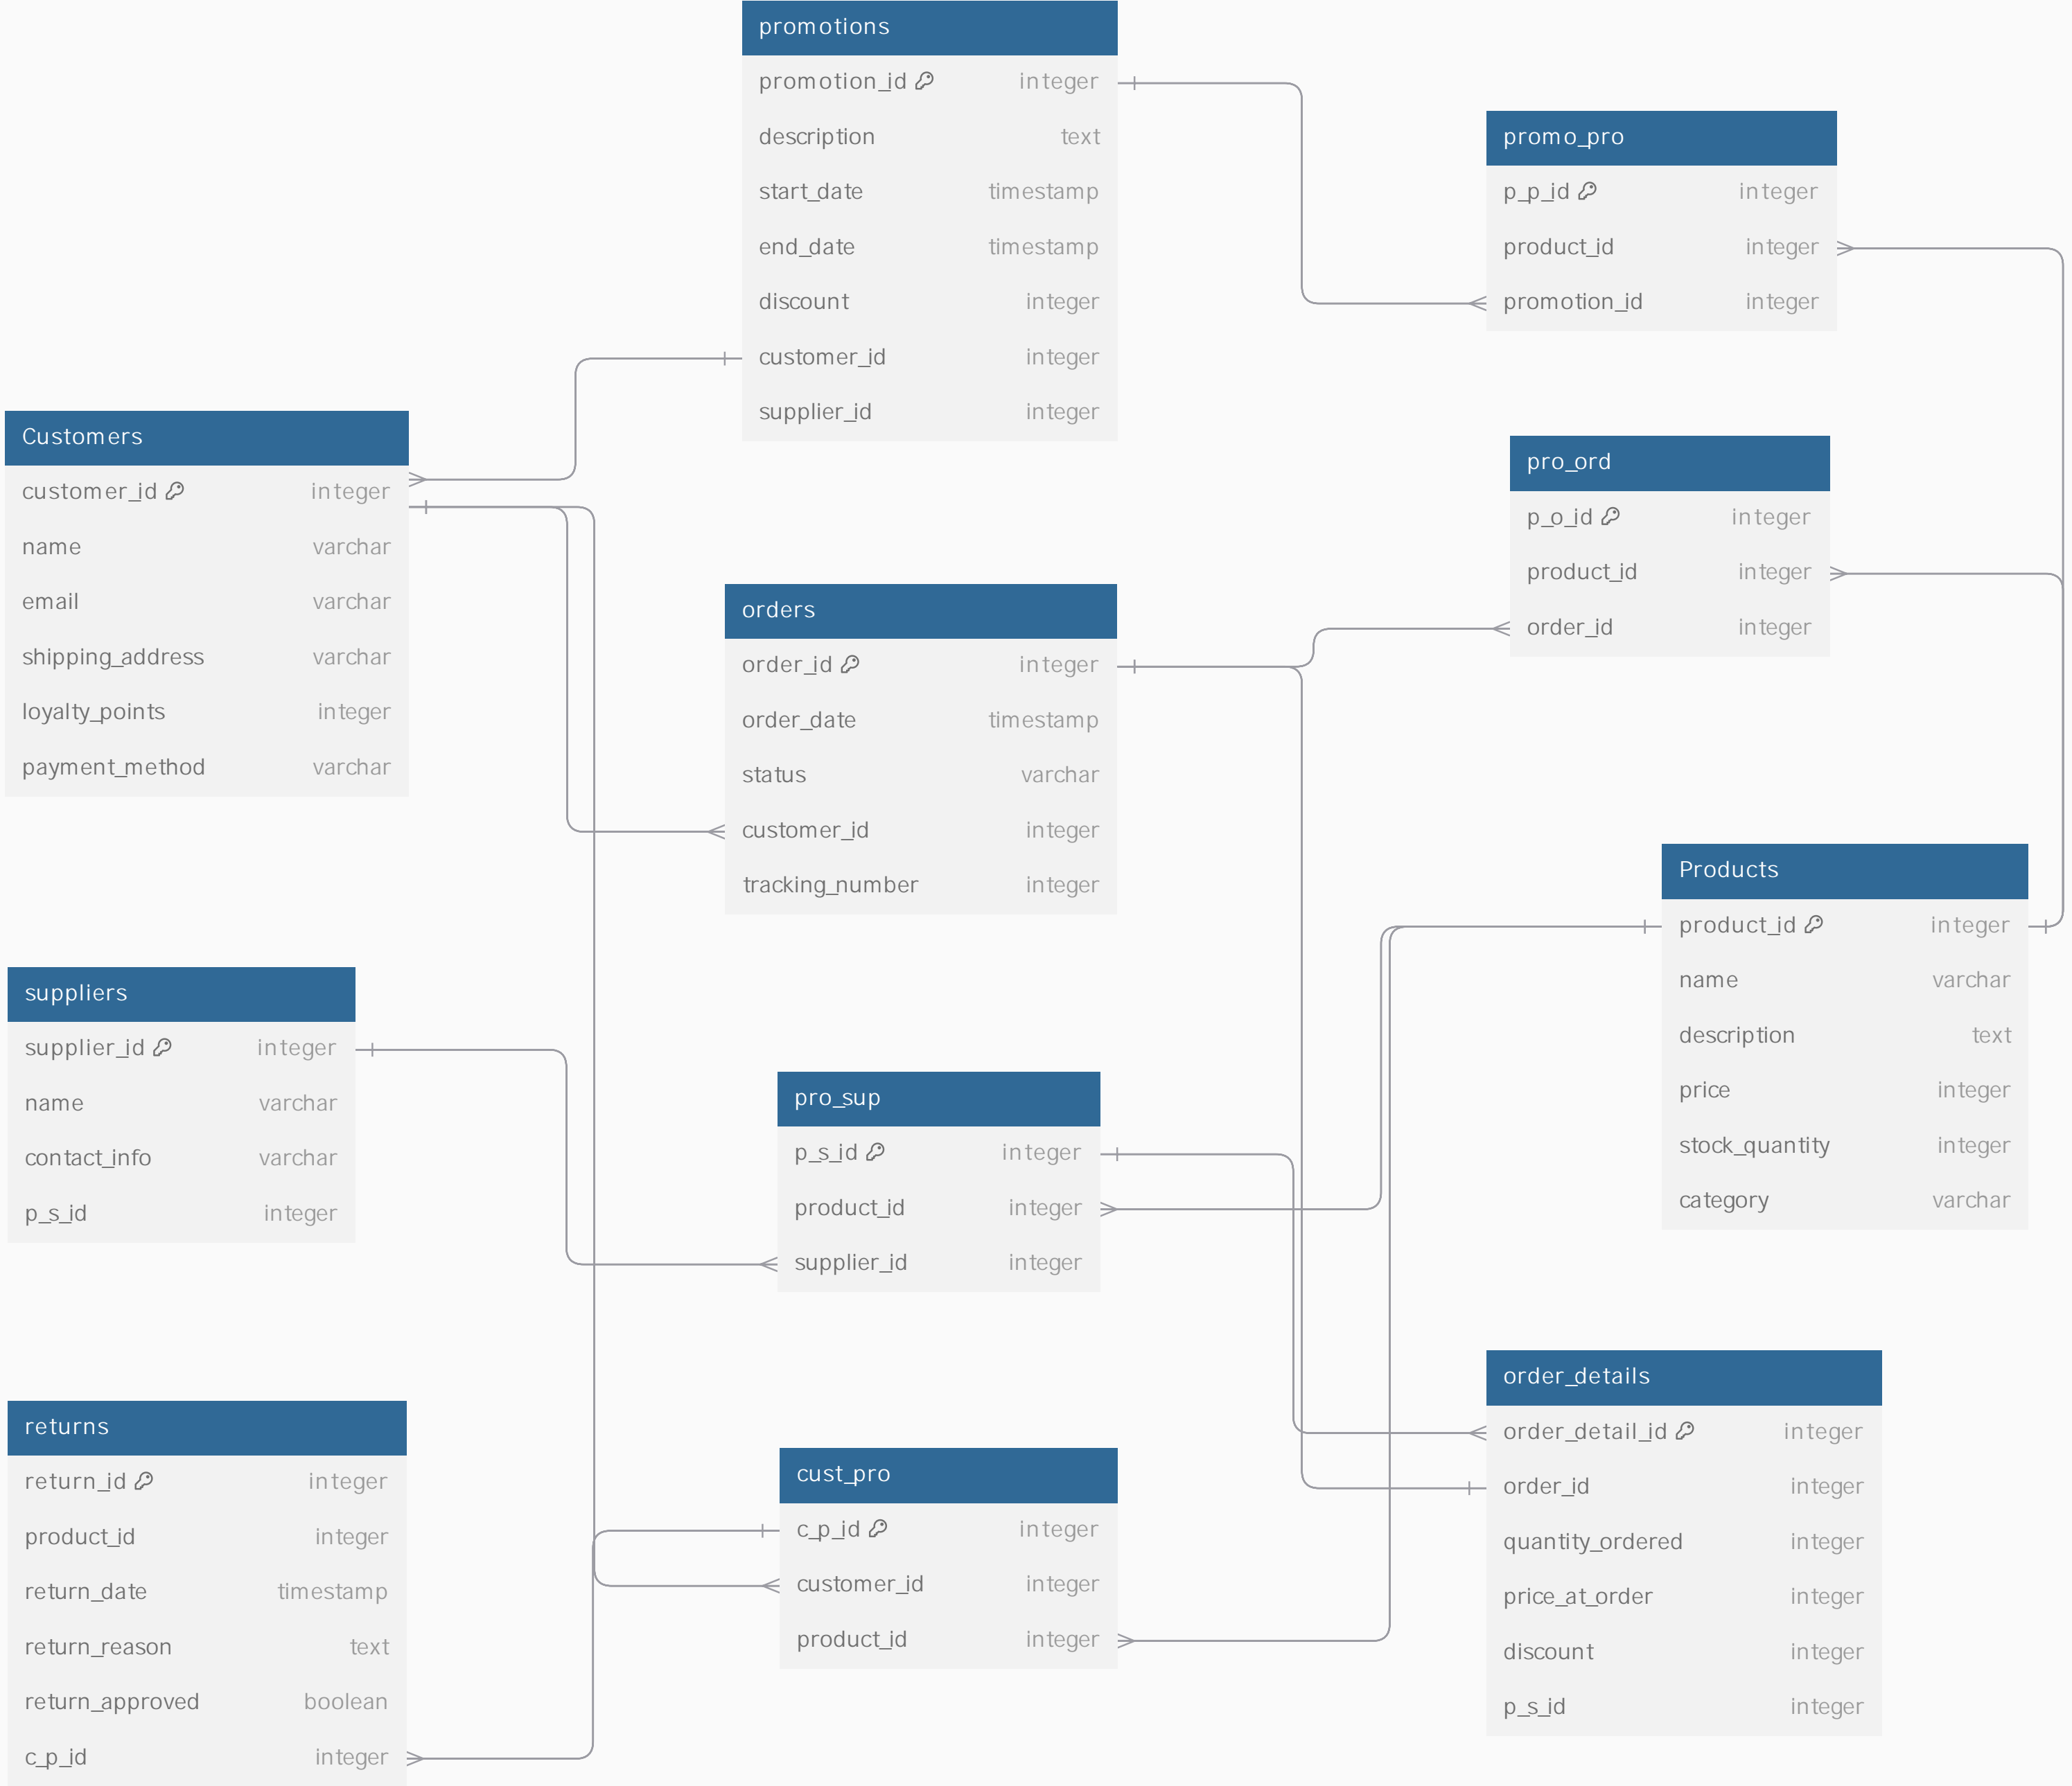 promotions
promotion_id integer
description text
start_date timestamp
end_date timestamp
discount integer
customer_id integer
supplier_id integer
promo_pro
p_p_id integer
product_id integer
promotion_id integer
Customers
customer_id integer
name varchar
email varchar
shipping_address varchar
loyalty_points integer
payment_method varchar
pro_ord
p_o_id integer
product_id integer
order_id integer
orders
order_id integer
order_date timestamp
status varchar
customer_id integer
tracking_number integer
Products
product_id integer
name varchar
description text
price integer
stock_quantity integer
category varchar
suppliers
supplier_id integer
name varchar
contact_info varchar
p_s_id integer
pro_sup
p_s_id integer
product_id integer
supplier_id integer
order_details
order_detail_id integer
order_id integer
quantity_ordered integer
price_at_order integer
discount integer
p_s_id integer
returns
return_id integer
product_id integer
return_date timestamp
return_reason text
return_approved boolean
c_p_id integer
cust_pro
c_p_id integer
customer_id integer
product_id integer